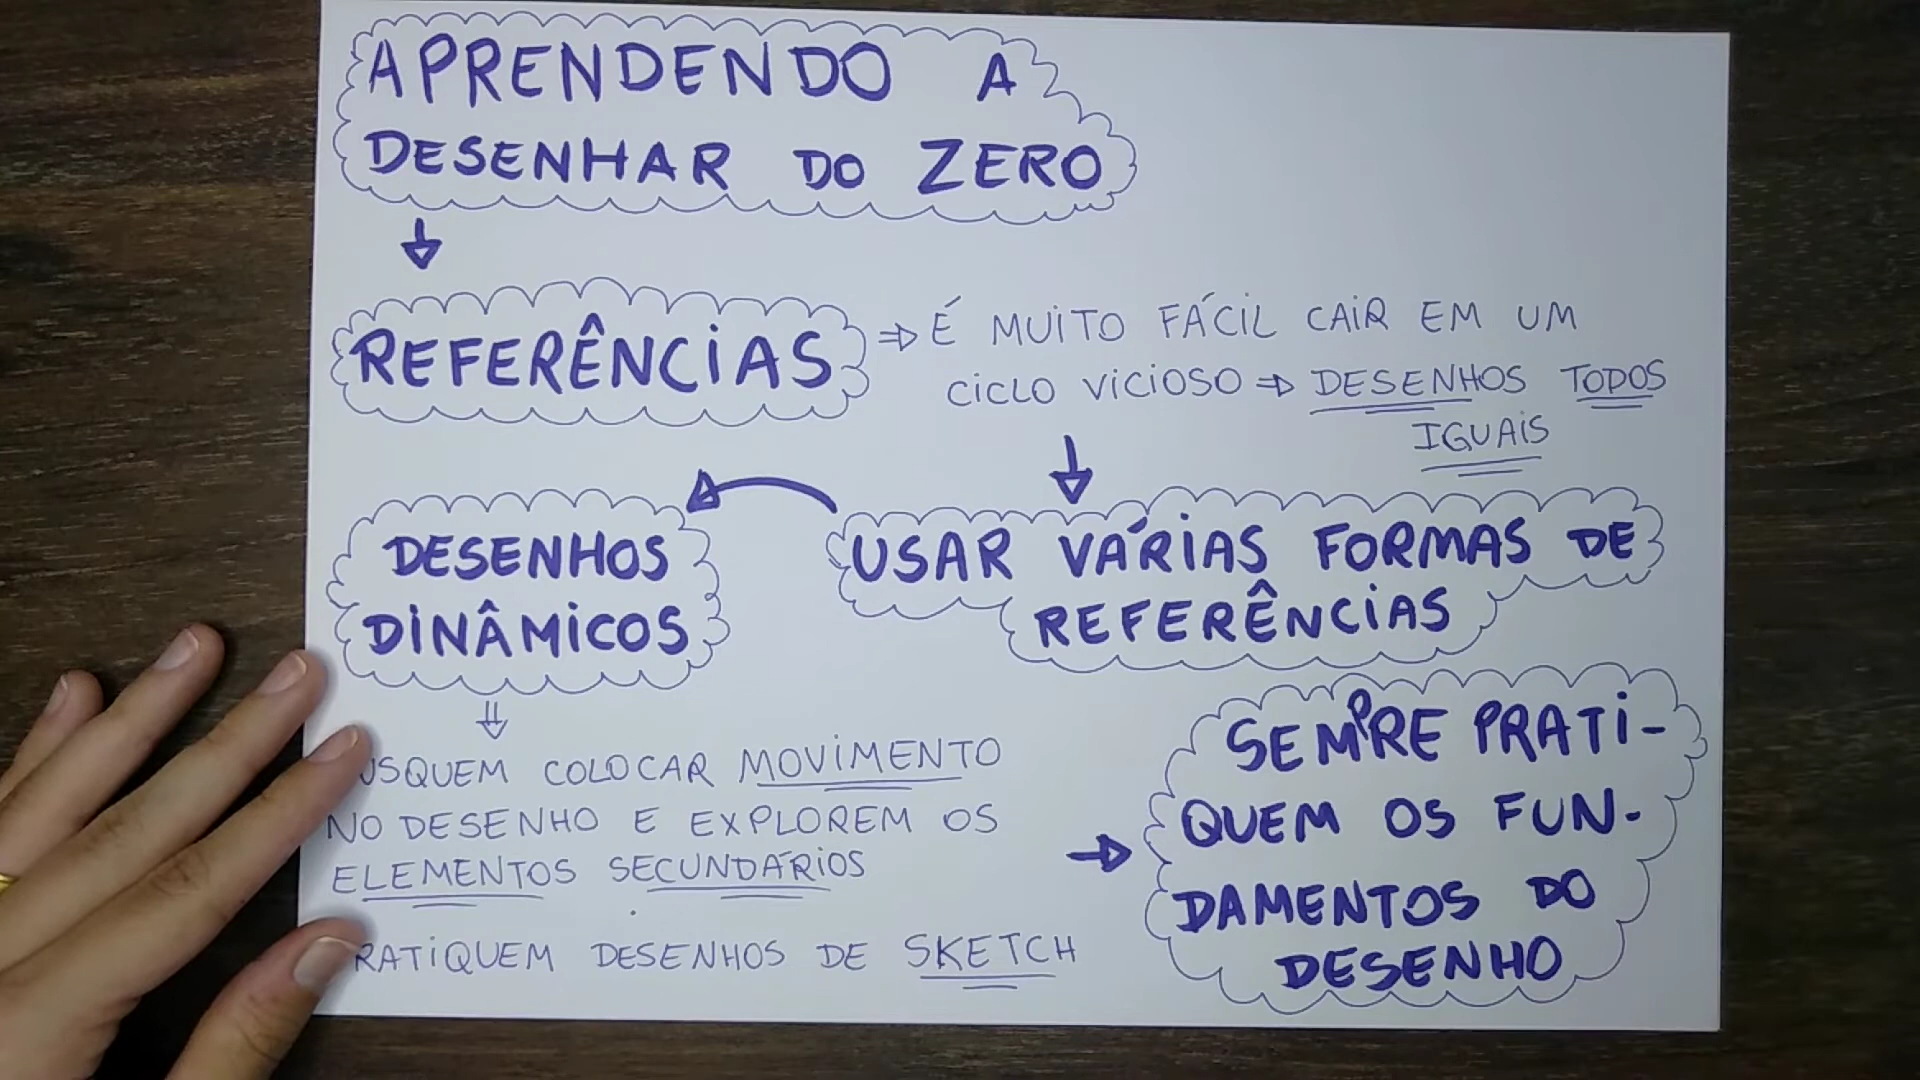 APRENDENDO A
DESENHAR DO ZERO
REFERÊNCIAS
⇒ É MUITO FÁCIL CAIR EM UM
CICLO VICIOSO ⇒ DESENHOS TODOS
IGUAIS
USAR VÁRIAS FORMAS DE
REFERÊNCIAS
DESENHOS
DINÂMICOS
USQUEM COLOCAR MOVIMENTO
NO DESENHO E EXPLOREM OS
ELEMENTOS SECUNDÁRIOS
RATIQUEM DESENHOS DE SKETCH
SEMPRE PRATI-
QUEM OS FUN-
DAMENTOS DO
DESENHO